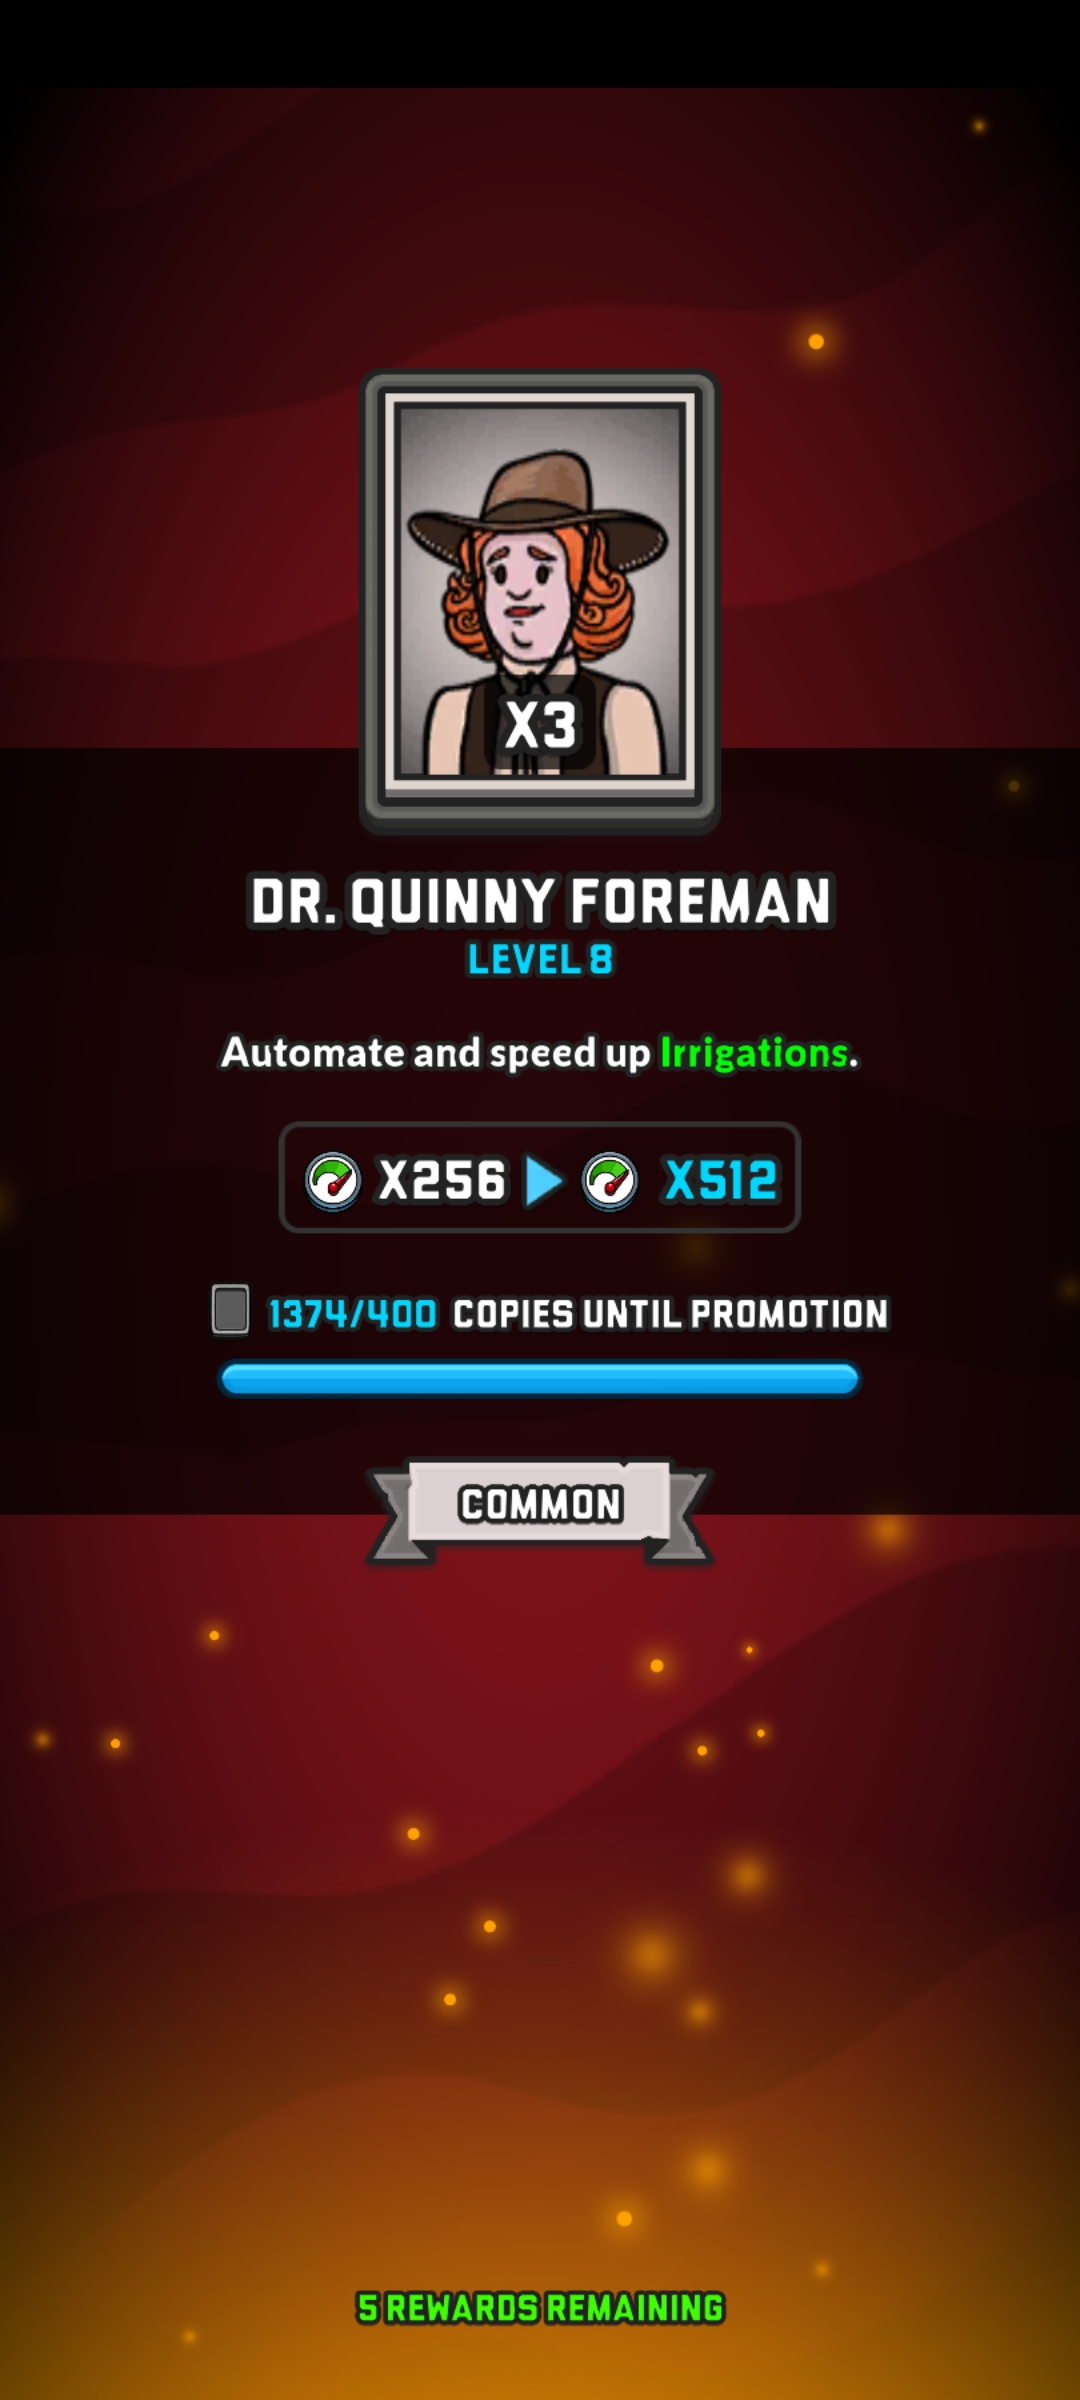 X3
DR. QUINNY FOREMAN
LEVEL 8
Automate and speed up Irrigations.
X256 X512
1374/400 COPIES UNTIL PROMOTION
COMMON
5 REWARDS REMAINING